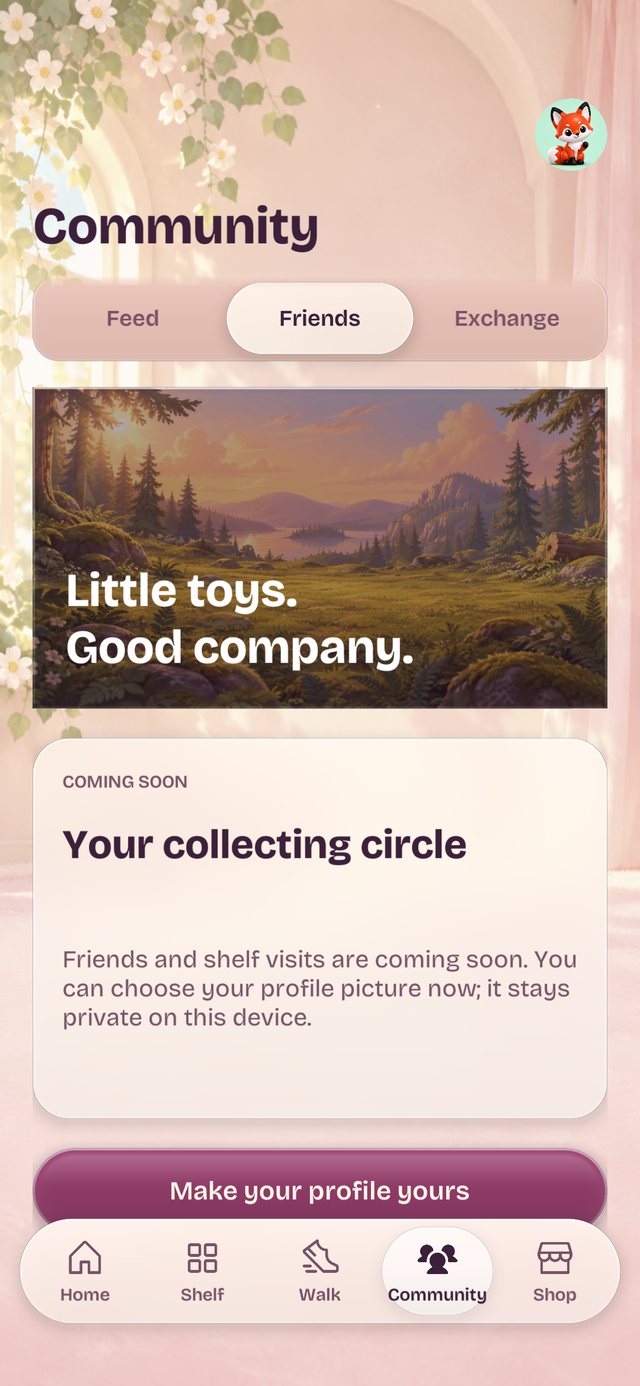 Community
Feed
Friends
Exchange
Little toys.
Good company.
COMING SOON
Your collecting circle
Friends and shelf visits are coming soon. You
can choose your profile picture now; it stays
private on this device.
Make your profile yours
Home
Shelf
Walk
Community
Shop